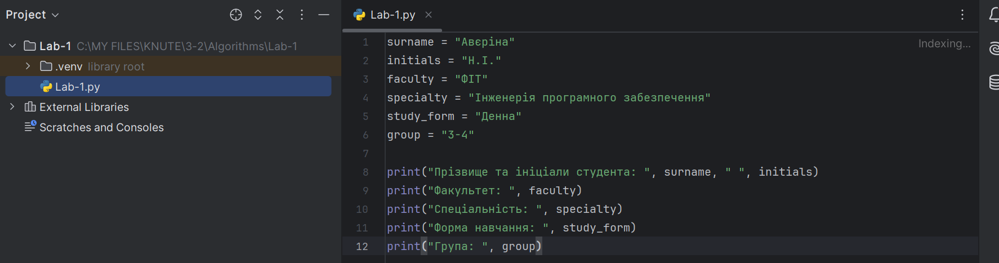 Project
Lab-1 C:\MY FILES\KNUTE\3-2\Algorithms\Lab-1
.venv library root
Lab-1.py
External Libraries
Scratches and Consoles
Lab-1.py
Indexing...
1 surname = "Авєріна"
2 initials = "Н.І."
3 faculty = "ФІТ"
4 specialty = "Інженерія програмного забезпечення"
5 study_form = "Денна"
6 group = "3-4"
7
8 print("Прізвище та ініціали студента: ", surname, " ", initials)
9 print("Факультет: ", faculty)
10 print("Спеціальність: ", specialty)
11 print("Форма навчання: ", study_form)
12 print("Група: ", group)